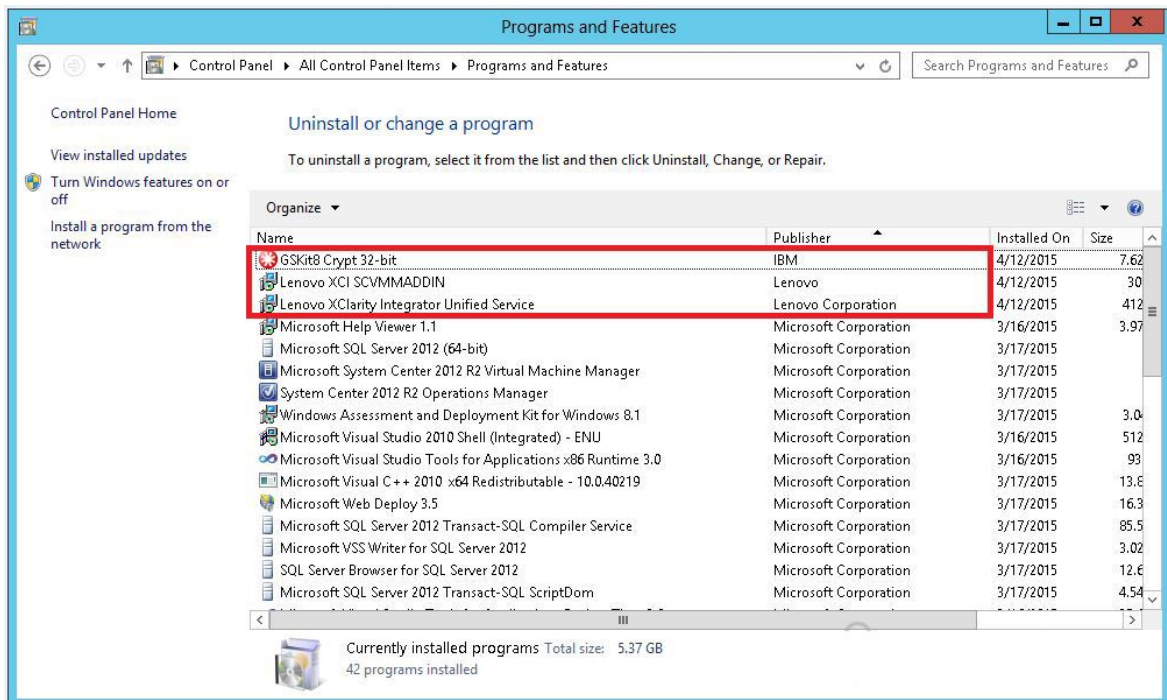 Programs and Features
Control Panel All Control Panel Items Programs and Features
Search Programs and Features
Control Panel Home
View installed updates
Turn Windows features on or
off
Install a program from the
network
Uninstall or change a program
To uninstall a program, select it from the list and then click Uninstall, Change, or Repair.
Organize
Name Publisher Installed On Size
GSKit8 Crypt 32-bit IBM 4/12/2015 7.62
Lenovo XCI SCVMMADDIN Lenovo 4/12/2015 30
Lenovo XClarity Integrator Unified Service Lenovo Corporation 4/12/2015 412
Microsoft Help Viewer 1.1 Microsoft Corporation 3/16/2015 3.97
Microsoft SQL Server 2012 (64-bit) Microsoft Corporation 3/17/2015
Microsoft System Center 2012 R2 Virtual Machine Manager Microsoft Corporation 3/17/2015
System Center 2012 R2 Operations Manager Microsoft Corporation 3/17/2015
Windows Assessment and Deployment Kit for Windows 8.1 Microsoft Corporation 3/17/2015 3.0
Microsoft Visual Studio 2010 Shell (Integrated) - ENU Microsoft Corporation 3/16/2015 512
Microsoft Visual Studio Tools for Applications x86 Runtime 3.0 Microsoft Corporation 3/16/2015 93
Microsoft Visual C++ 2010 x64 Redistributable - 10.0.40219 Microsoft Corporation 3/17/2015 13.8
Microsoft Web Deploy 3.5 Microsoft Corporation 3/17/2015 16.3
Microsoft SQL Server 2012 Transact-SQL Compiler Service Microsoft Corporation 3/17/2015 85.5
Microsoft VSS Writer for SQL Server 2012 Microsoft Corporation 3/17/2015 3.02
SQL Server Browser for SQL Server 2012 Microsoft Corporation 3/17/2015 12.6
Microsoft SQL Server 2012 Transact-SQL ScriptDom Microsoft Corporation 3/17/2015 4.54
Currently installed programs Total size: 5.37 GB
42 programs installed